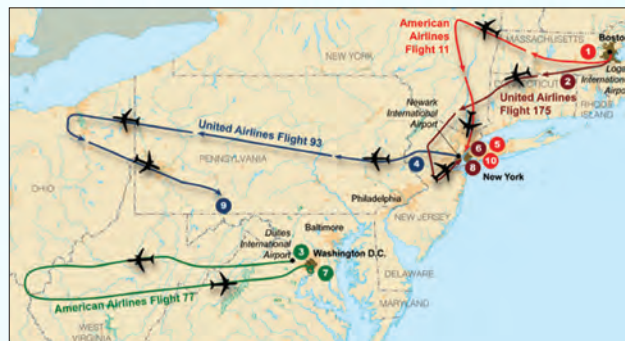 NEW YORK
American
Airlines
Flight 11
MASSACHUSETTS
1
Boston
Logan
International
Airport
2
CONNECTICUT
RHODE
ISLAND
United Airlines
Flight 175
Newark
International
Airport
United Airlines Flight 93
PENNSYLVANIA
4
6
5
10
8
New York
OHIO
9
Philadelphia
NEW JERSEY
Dulles
International
Airport
Baltimore
3
Washington D.C.
7
American Airlines Flight 77
DELAWARE
MARYLAND
WEST
VIRGINIA